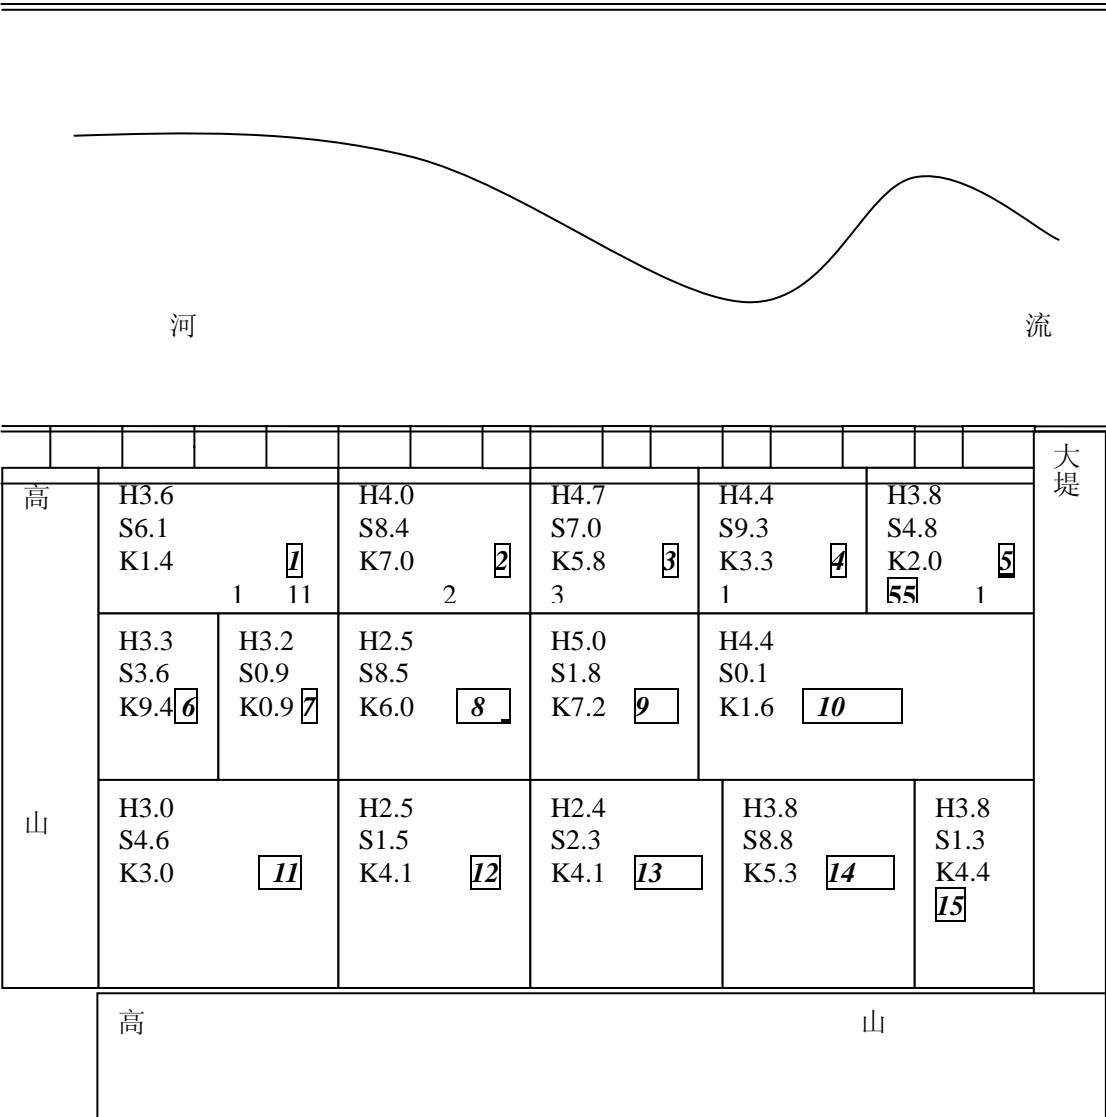 河 流
大堤
高 山
H3.6
S6.1
K1.4 1
1 11
H4.0
S8.4
K7.0 2
2
H4.7
S7.0
K5.8 3
3
H4.4
S9.3
K3.3 4
1
H3.8
S4.8
K2.0 5
55 1
H3.3
S3.6
K9.4 6
H3.2
S0.9
K0.9 7
H2.5
S8.5
K6.0 8
H5.0
S1.8
K7.2 9
H4.4
S0.1
K1.6 10
H3.0
S4.6
K3.0 11
H2.5
S1.5
K4.1 12
H2.4
S2.3
K4.1 13
H3.8
S8.8
K5.3 14
H3.8
S1.3
K4.4
15
高 山